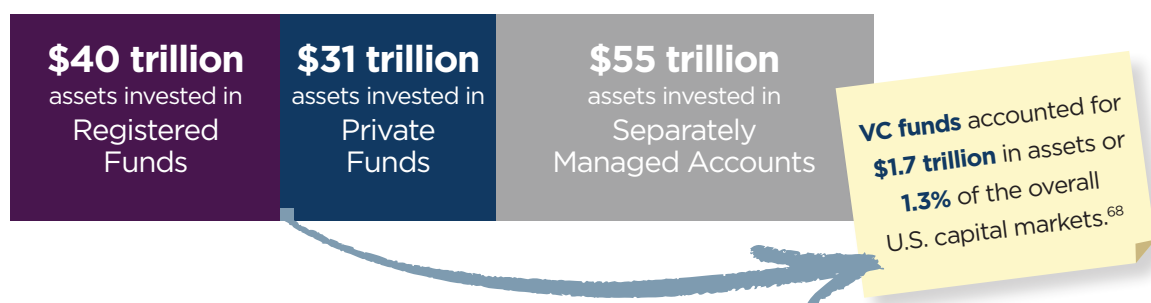 $40 trillion
assets invested in
Registered
Funds
$31 trillion
assets invested in
Private
Funds
$55 trillion
assets invested in
Separately
Managed Accounts
VC funds accounted for
$1.7 trillion in assets or
1.3% of the overall
U.S. capital markets.68